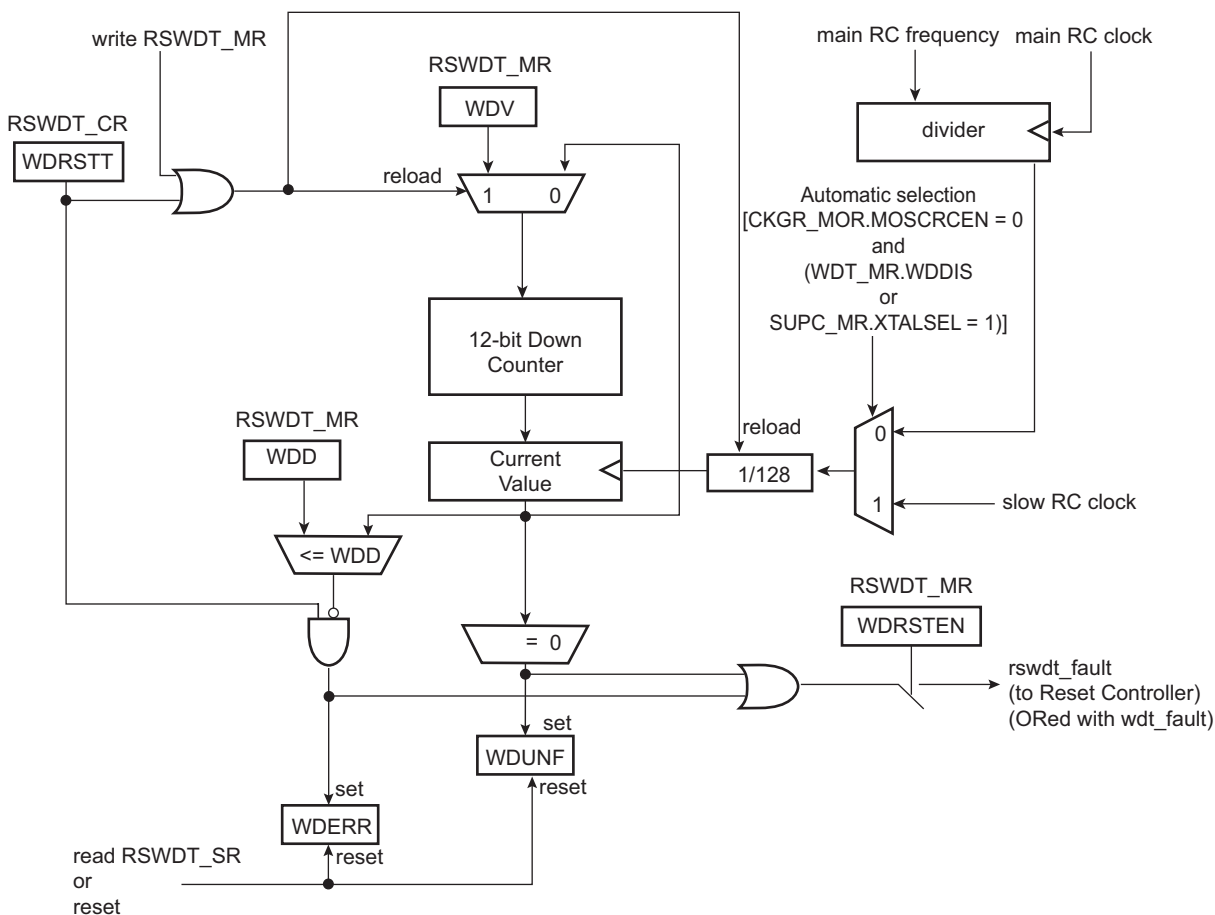 write RSWDT_MR
main RC frequency
main RC clock
RSWDT_MR
WDV
divider
RSWDT_CR
WDRSTT
reload
1 0
Automatic selection
[CKGR_MOR.MOSCRCEN = 0
and
(WDT_MR.WDDIS
or
SUPC_MR.XTALSEL = 1)]
12-bit Down
Counter
RSWDT_MR
WDD
Current
Value
reload
1/128
0
1
slow RC clock
<= WDD
RSWDT_MR
WDRSTEN
= 0
rswdt_fault
(to Reset Controller)
(ORed with wdt_fault)
set
WDUNF
reset
set
WDERR
reset
read RSWDT_SR
or
reset